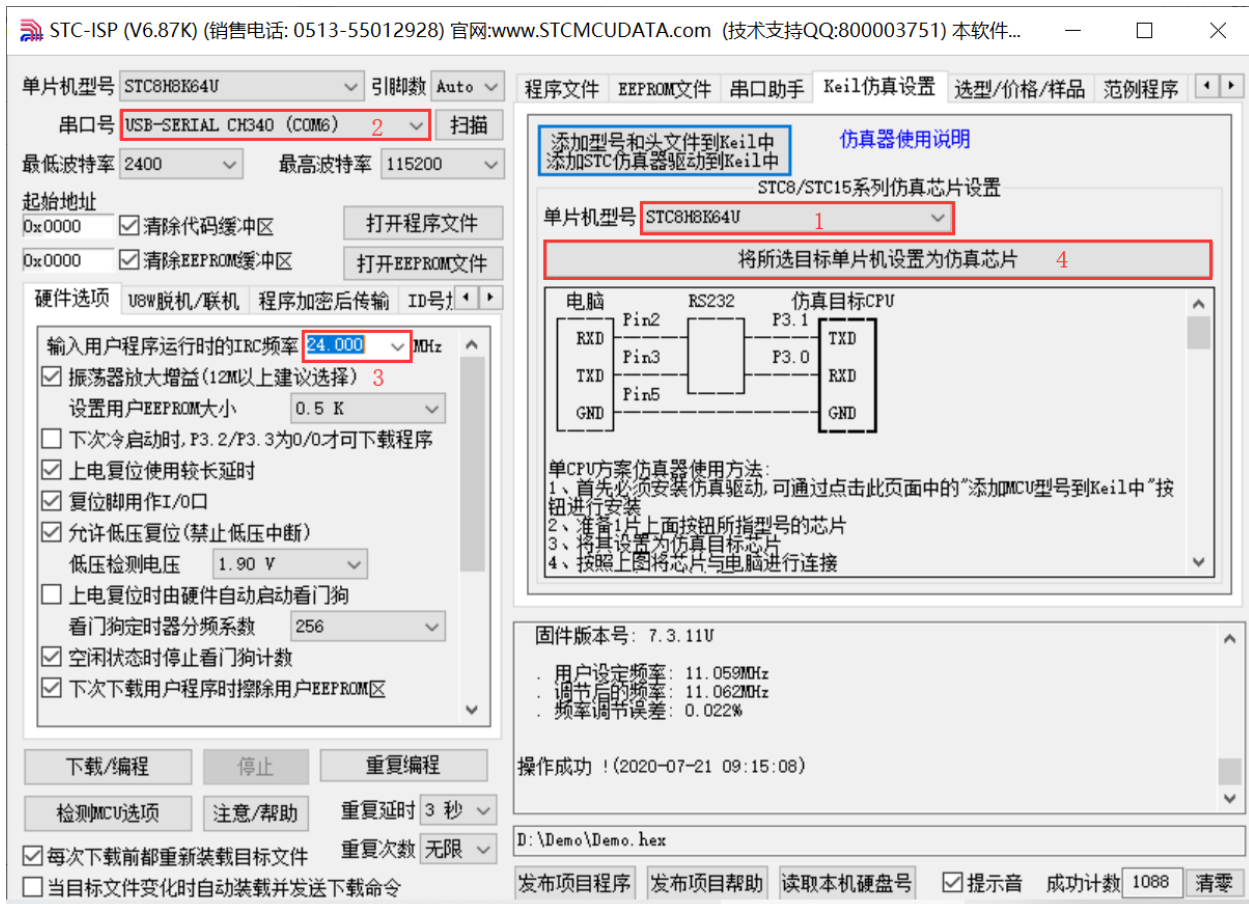 STC-ISP (V6.87K) (销售电话: 0513-55012928) 官网:www.STCMCUDATA.com (技术支持QQ:800003751) 本软件...
单片机型号 STC8H8K64U 引脚数 Auto
串口号 USB-SERIAL CH340 (COM6) 2 扫描
最低波特率 2400 最高波特率 115200
起始地址
0x0000 清除代码缓冲区 打开程序文件
0x0000 清除EEPROM缓冲区 打开EEPROM文件
硬件选项 U8W脱机/联机 程序加密后传输 ID号
输入用户程序运行时的IRC频率 24.000 MHz
振荡器放大增益(12M以上建议选择) 3
设置用户EEPROM大小 0.5 K
下次冷启动时,P3.2/P3.3为0/0才可下载程序
上电复位使用较长延时
复位脚用作I/O口
允许低压复位(禁止低压中断)
低压检测电压 1.90 V
上电复位时由硬件自动启动看门狗
看门狗定时器分频系数 256
空闲状态时停止看门狗计数
下次下载用户程序时擦除用户EEPROM区
下载/编程 停止 重复编程
检测MCU选项 注意/帮助 重复延时 3 秒
重复次数 无限
每次下载前都重新装载目标文件
当目标文件变化时自动装载并发送下载命令
程序文件 EEPROM文件 串口助手 Keil仿真设置 选型/价格/样品 范例程序
添加型号和头文件到Keil中
添加STC仿真器驱动到Keil中
仿真器使用说明
STC8/STC15系列仿真芯片设置
单片机型号 STC8H8K64U 1
将所选目标单片机设置为仿真芯片 4
电脑 RS232 仿真目标CPU
Pin2 P3.1
RXD TXD
Pin3 P3.0
TXD RXD
Pin5
GND GND
单CPU方案仿真器使用方法:
1、首先必须安装仿真驱动,可通过点击此页面中的"添加MCU型号到Keil中"按
钮进行安装
2、准备1片上面按钮所指型号的芯片
3、将其设置为仿真目标芯片
4、按照上图将芯片与电脑进行连接
固件版本号: 7.3.11U
. 用户设定频率: 11.059MHz
. 调节后的频率: 11.062MHz
. 频率调节误差: 0.022%
操作成功 !(2020-07-21 09:15:08)
D:\Demo\Demo.hex
发布项目程序 发布项目帮助 读取本机硬盘号 提示音 成功计数 1088 清零